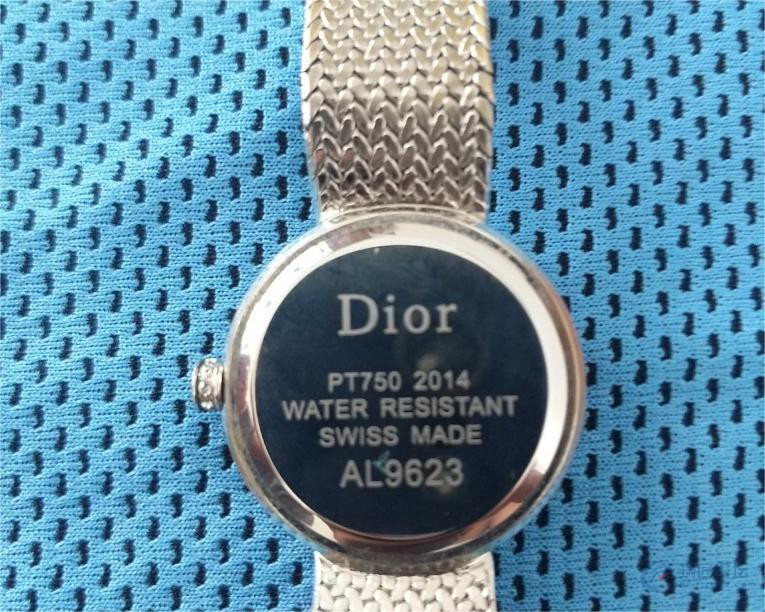 Dior
PT750 2014
WATER RESISTANT
SWISS MADE
AL9623